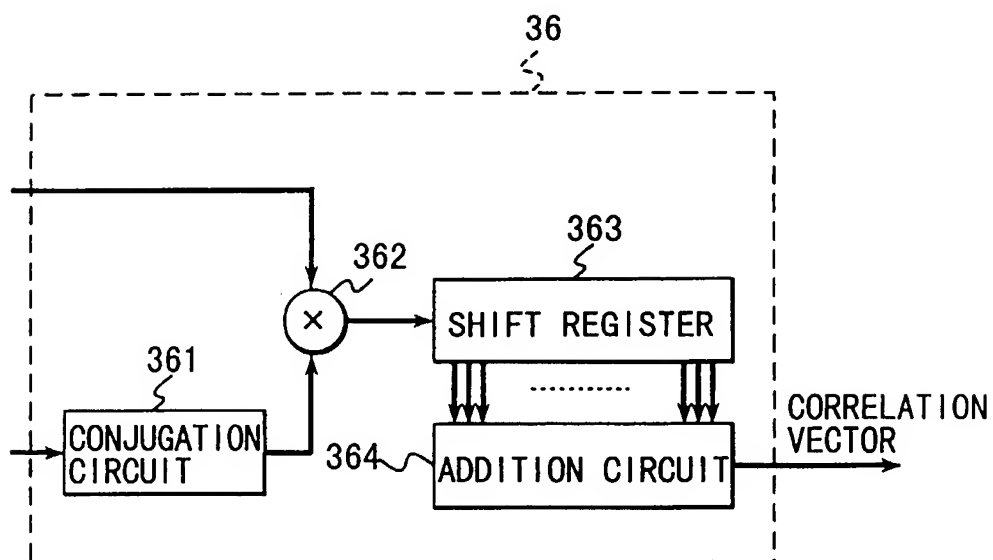 36
363
362
×
SHIFT REGISTER
361
CONJUGATION
CIRCUIT
364
ADDITION CIRCUIT
CORRELATION
VECTOR